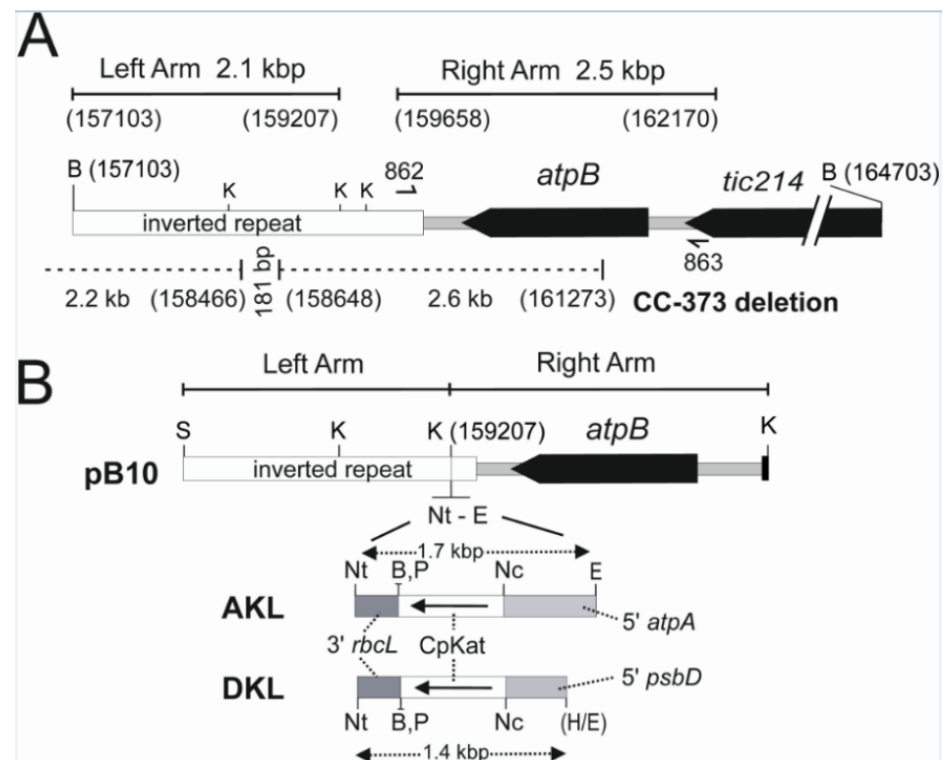 A
Left Arm 2.1 kbp
Right Arm 2.5 kbp
(157103)
(159207)
(159658)
(162170)
B (157103)
862
atpB
tic214
B (164703)
K
K
K
inverted repeat
863
2.2 kb
(158466)
181 bp
(158648)
2.6 kb
(161273)
CC-373 deletion
B
Left Arm
Right Arm
S
K
K (159207)
atpB
K
pB10
inverted repeat
Nt - E
1.7 kbp
Nt
B,P
Nc
E
AKL
5' atpA
3' rbcL
CpKat
DKL
5' psbD
Nt
B,P
Nc
(H/E)
1.4 kbp